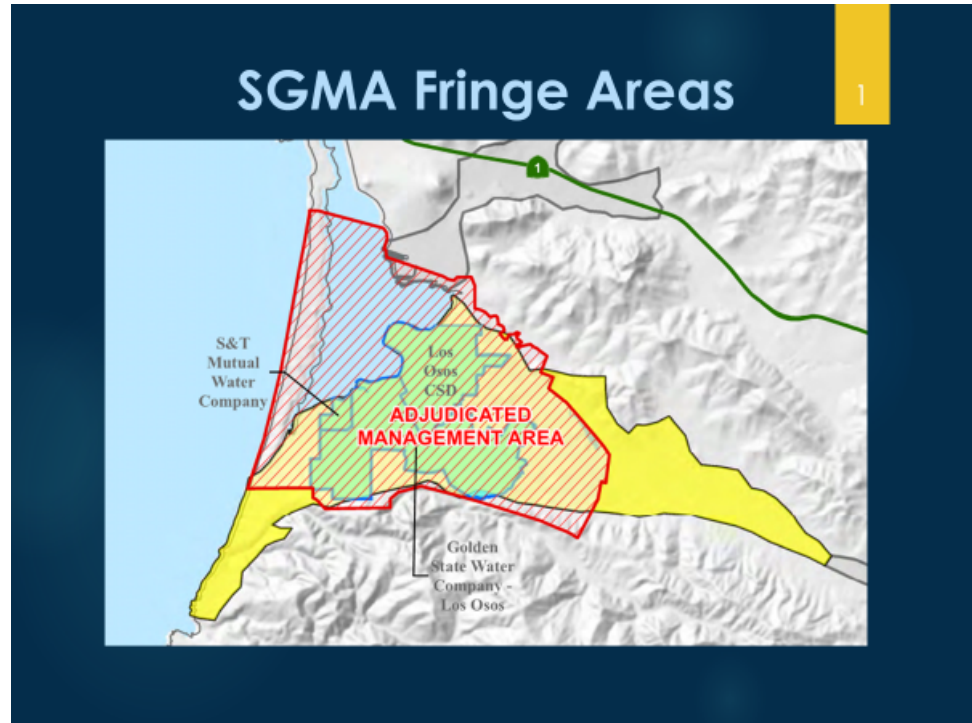 SGMA Fringe Areas
1
1
S&T
Mutual
Water
Company
Los
Osos
CSD
ADJUDICATED
MANAGEMENT AREA
Golden
State Water
Company -
Los Osos